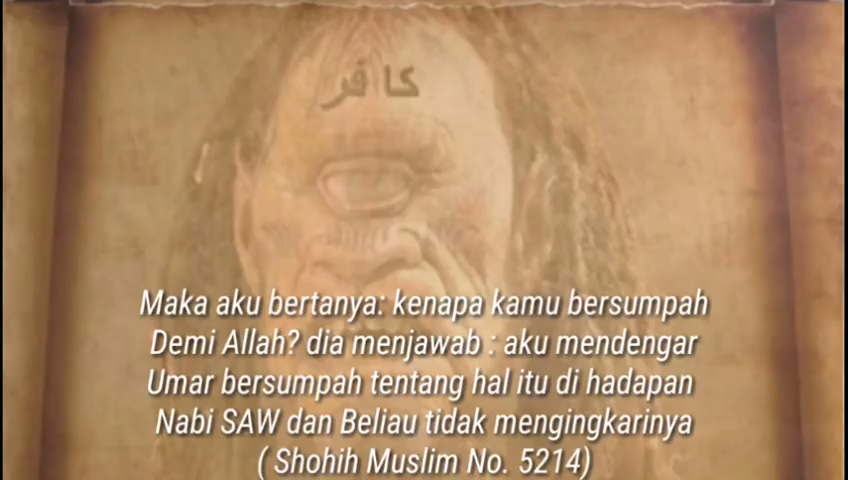 كافر
Maka aku bertanya: kenapa kamu bersumpah
Demi Allah? dia menjawab : aku mendengar
Umar bersumpah tentang hal itu di hadapan
Nabi SAW dan Beliau tidak mengingkarinya
( Shohih Muslim No. 5214)